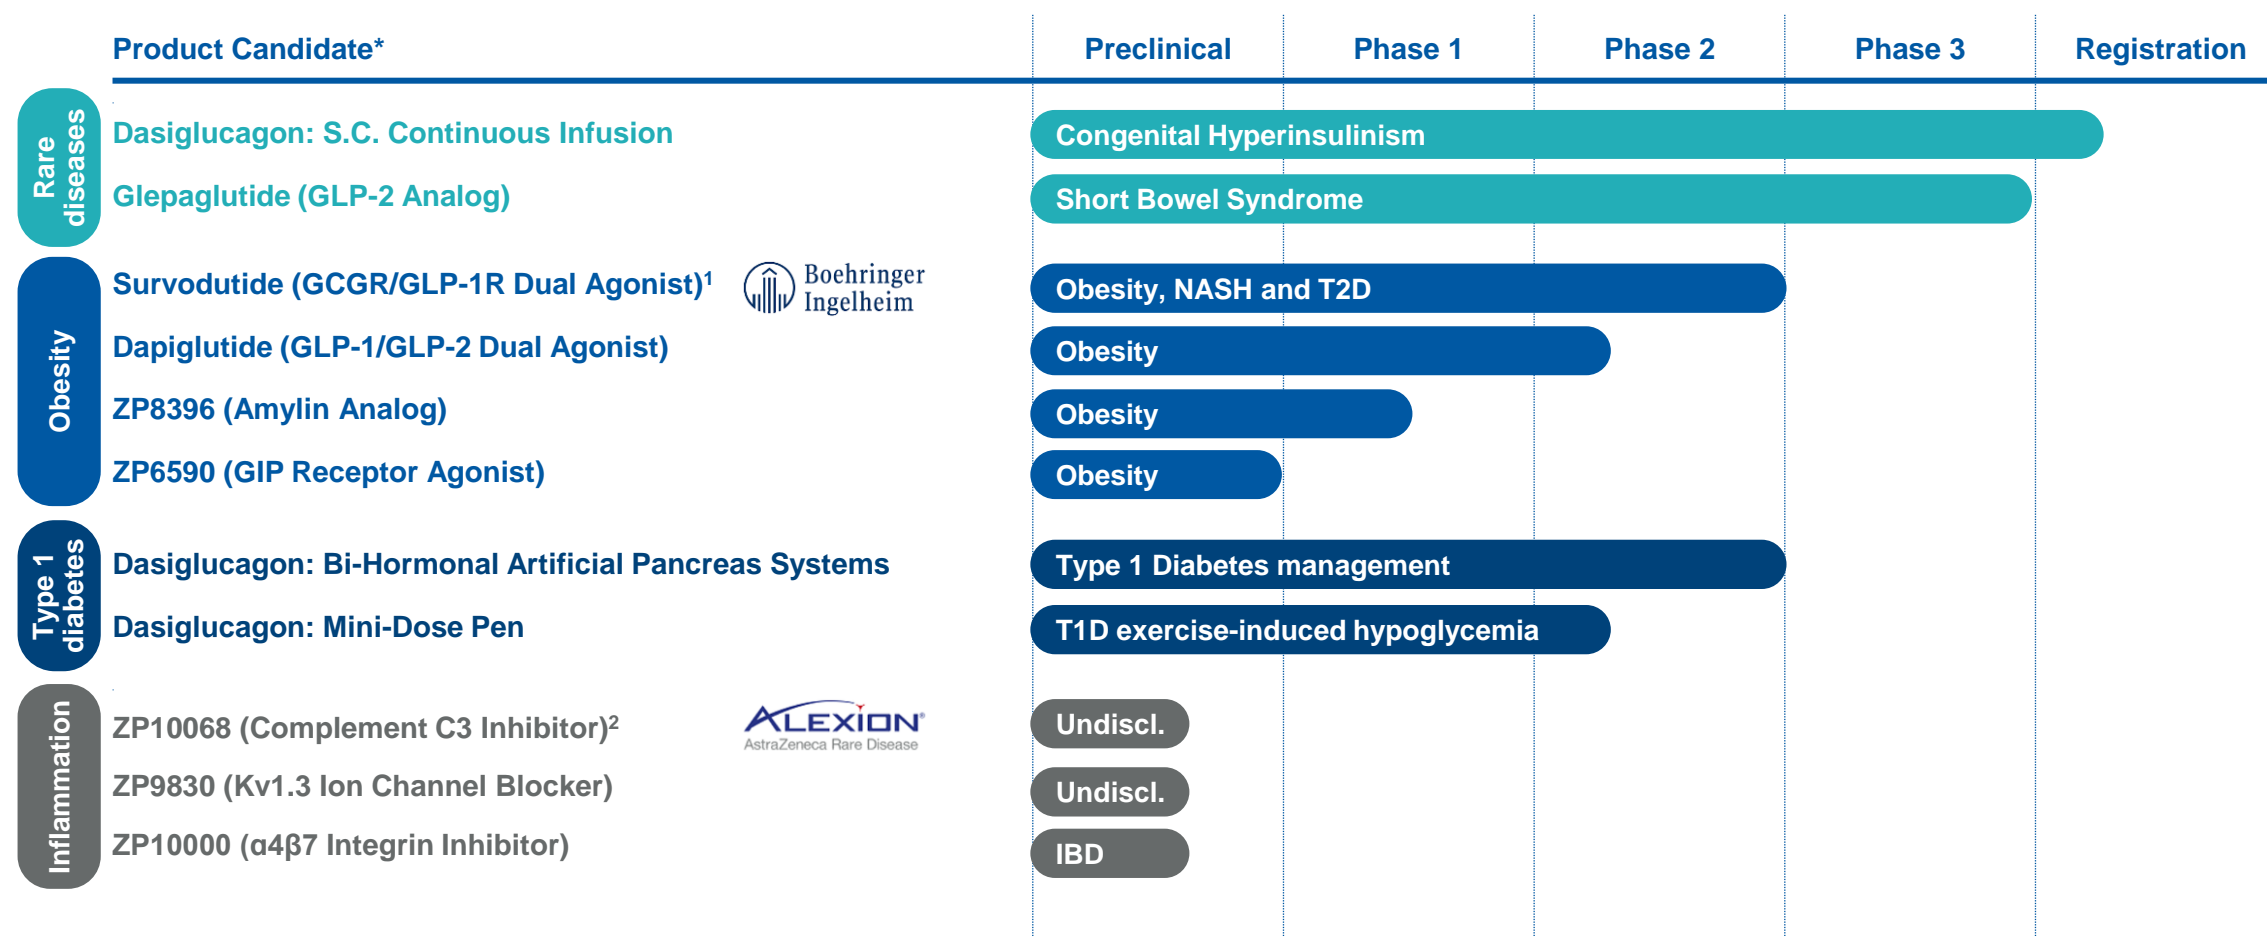 Product Candidate* Preclinical Phase 1 Phase 2 Phase 3 Registration
Rare
diseases
Dasiglucagon: S.C. Continuous Infusion Congenital Hyperinsulinism
Glepaglutide (GLP-2 Analog) Short Bowel Syndrome
Obesity
Survodutide (GCGR/GLP-1R Dual Agonist)¹ Boehringer
Ingelheim
Obesity, NASH and T2D
Dapiglutide (GLP-1/GLP-2 Dual Agonist) Obesity
ZP8396 (Amylin Analog) Obesity
ZP6590 (GIP Receptor Agonist) Obesity
Type 1
diabetes
Dasiglucagon: Bi-Hormonal Artificial Pancreas Systems Type 1 Diabetes management
Dasiglucagon: Mini-Dose Pen T1D exercise-induced hypoglycemia
Inflammation
ZP10068 (Complement C3 Inhibitor)² ALEXION®
AstraZeneca Rare Disease
Undiscl.
ZP9830 (Kv1.3 Ion Channel Blocker) Undiscl.
ZP10000 (α4β7 Integrin Inhibitor) IBD